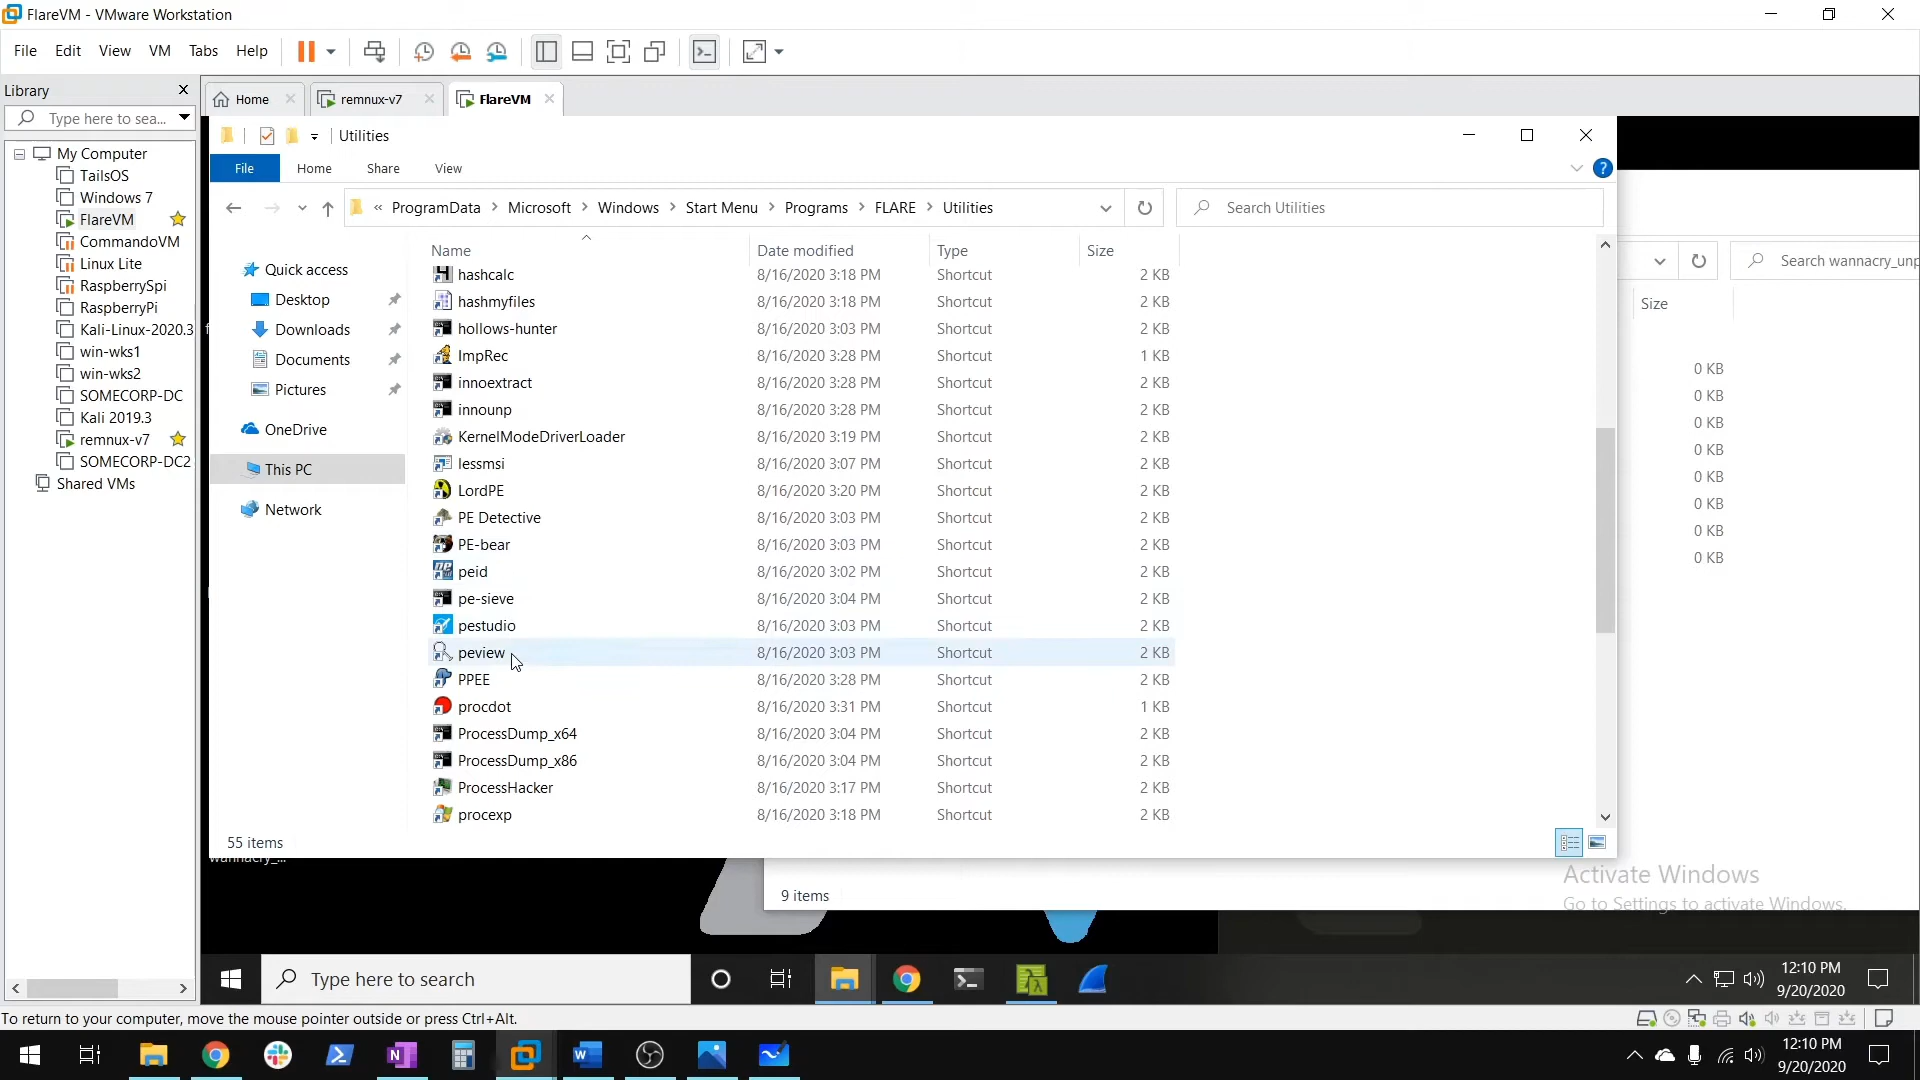 FlareVM - VMware Workstation
File Edit View VM Tabs Help
Library
Type here to sea...
My Computer
TailsOS
Windows 7
FlareVM
CommandoVM
Linux Lite
RaspberrySpi
RaspberryPi
Kali-Linux-2020.3
win-wks1
win-wks2
SOMECORP-DC
Kali 2019.3
remnux-v7
SOMECORP-DC2
Shared VMs
Home remnux-v7 FlareVM
Utilities
File Home Share View
« ProgramData > Microsoft > Windows > Start Menu > Programs > FLARE > Utilities
Search Utilities
Search wannacry_unp
Size
0 KB
0 KB
0 KB
0 KB
0 KB
0 KB
0 KB
0 KB
Quick access
Desktop
Downloads
Documents
Pictures
OneDrive
This PC
Network
Name Date modified Type Size
hashcalc 8/16/2020 3:18 PM Shortcut 2 KB
hashmyfiles 8/16/2020 3:18 PM Shortcut 2 KB
hollows-hunter 8/16/2020 3:03 PM Shortcut 2 KB
ImpRec 8/16/2020 3:28 PM Shortcut 1 KB
innoextract 8/16/2020 3:28 PM Shortcut 2 KB
innounp 8/16/2020 3:28 PM Shortcut 2 KB
KernelModeDriverLoader 8/16/2020 3:19 PM Shortcut 2 KB
lessmsi 8/16/2020 3:07 PM Shortcut 2 KB
LordPE 8/16/2020 3:20 PM Shortcut 2 KB
PE Detective 8/16/2020 3:03 PM Shortcut 2 KB
PE-bear 8/16/2020 3:03 PM Shortcut 2 KB
peid 8/16/2020 3:02 PM Shortcut 2 KB
pe-sieve 8/16/2020 3:04 PM Shortcut 2 KB
pestudio 8/16/2020 3:03 PM Shortcut 2 KB
peview 8/16/2020 3:03 PM Shortcut 2 KB
PPEE 8/16/2020 3:28 PM Shortcut 2 KB
procdot 8/16/2020 3:31 PM Shortcut 1 KB
ProcessDump_x64 8/16/2020 3:04 PM Shortcut 2 KB
ProcessDump_x86 8/16/2020 3:04 PM Shortcut 2 KB
ProcessHacker 8/16/2020 3:17 PM Shortcut 2 KB
procexp 8/16/2020 3:18 PM Shortcut 2 KB
55 items
wannacry_...
9 items
Activate Windows
Go to Settings to activate Windows.
Type here to search
12:10 PM
9/20/2020
To return to your computer, move the mouse pointer outside or press Ctrl+Alt.
12:10 PM
9/20/2020